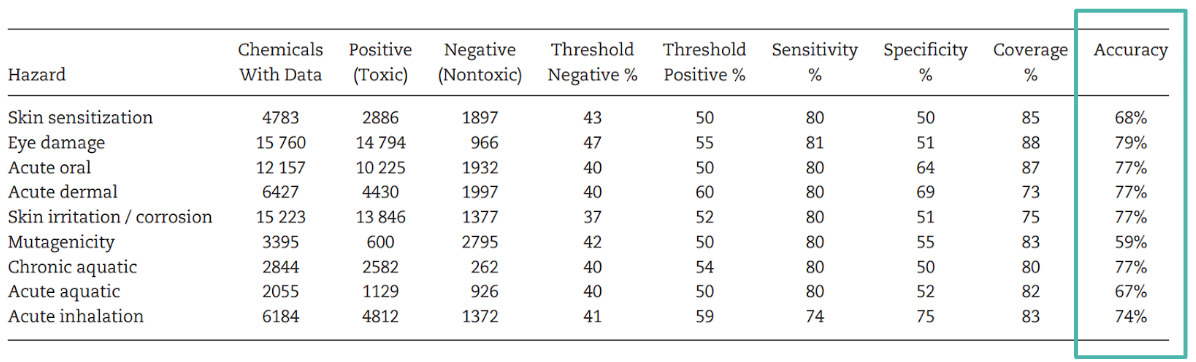 Hazard Chemicals With Data Positive (Toxic) Negative (Nontoxic) Threshold Negative % Threshold Positive % Sensitivity % Specificity % Coverage % Accuracy
Skin sensitization 4783 2886 1897 43 50 80 50 85 68%
Eye damage 15 760 14 794 966 47 55 81 51 88 79%
Acute oral 12 157 10 225 1932 40 50 80 64 87 77%
Acute dermal 6427 4430 1997 40 60 80 69 73 77%
Skin irritation / corrosion 15 223 13 846 1377 37 52 80 51 75 77%
Mutagenicity 3395 600 2795 42 50 80 55 83 59%
Chronic aquatic 2844 2582 262 40 54 80 50 80 77%
Acute aquatic 2055 1129 926 40 50 80 52 82 67%
Acute inhalation 6184 4812 1372 41 59 74 75 83 74%